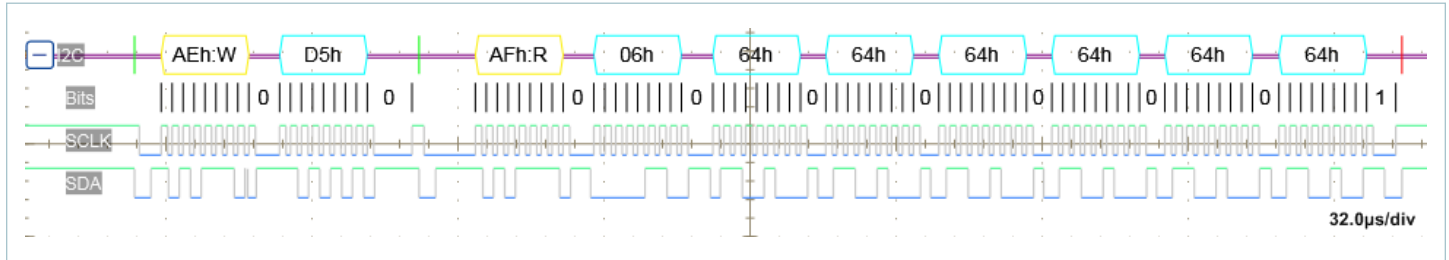 I2C AEh:W D5h AFh:R 06h 64h 64h 64h 64h 64h 64h
Bits 0 0 0 0 0 0 0 0 0 1
SCLK
SDA
32.0µs/div